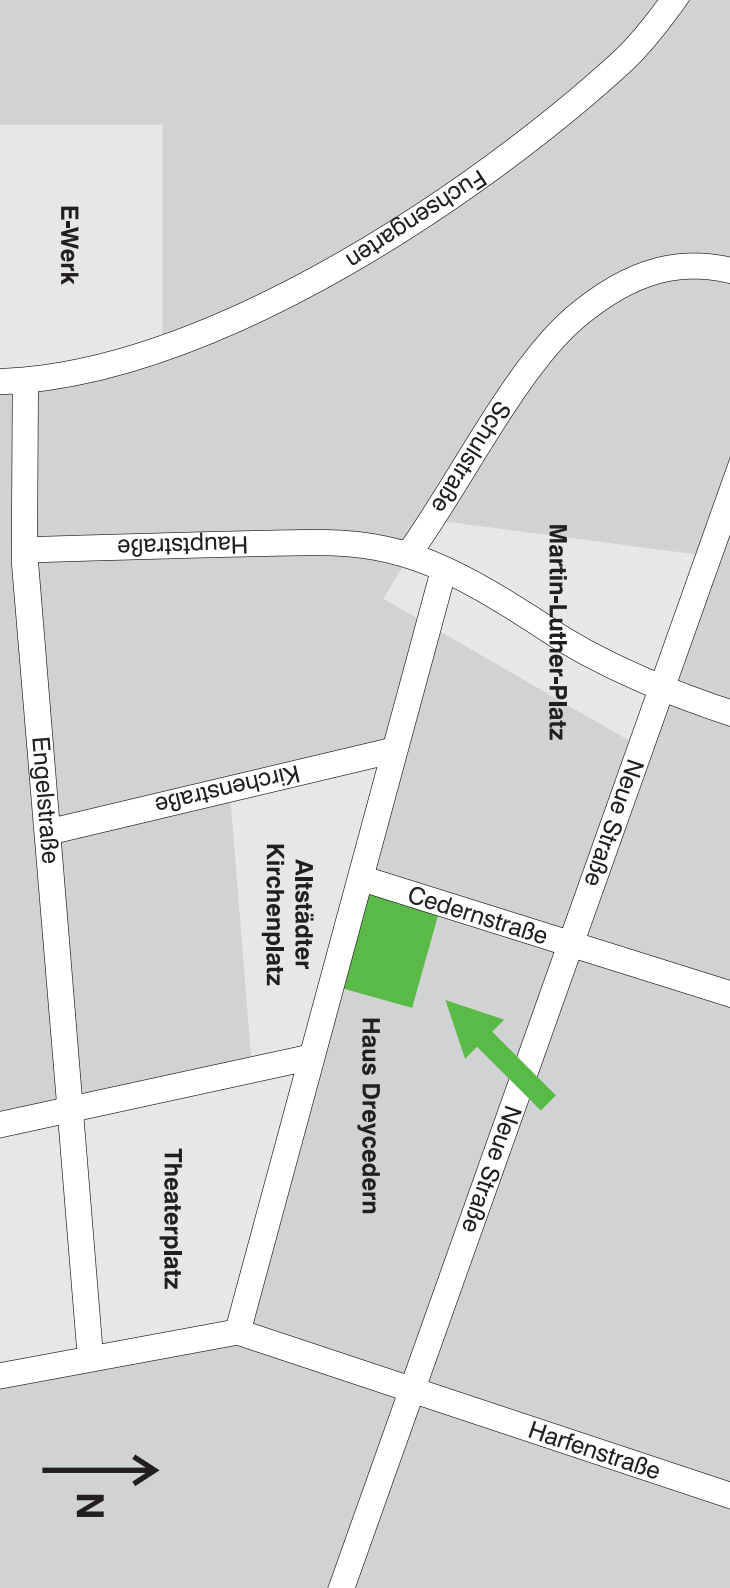 Fuchsengarten
E-Werk
Schulstraße
Hauptstraße
Martin-Luther-Platz
Neue Straße
Engelstraße
Kirchenstraße
Altstädter
Kirchenplatz
Cedernstraße
Haus Dreycedern
Neue Straße
Theaterplatz
Harfenstraße
N